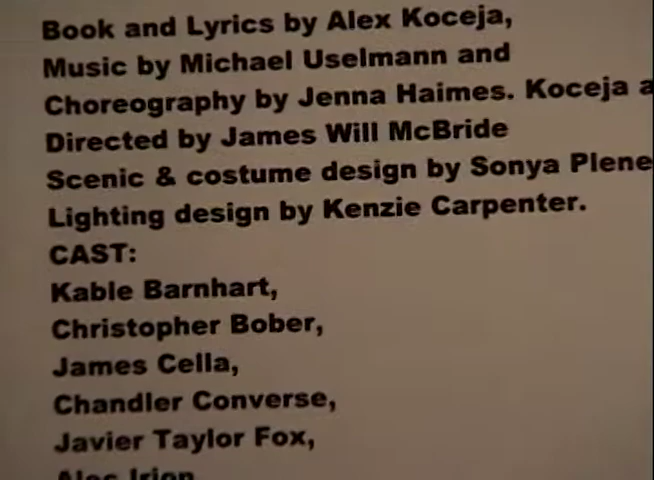 Book and Lyrics by Alex Koceja,
Music by Michael Uselmann and
Choreography by Jenna Haimes. Koceja a
Directed by James Will McBride
Scenic & costume design by Sonya Plene
Lighting design by Kenzie Carpenter.
CAST:
Kable Barnhart,
Christopher Bober,
James Cella,
Chandler Converse,
Javier Taylor Fox,
Alec Irion